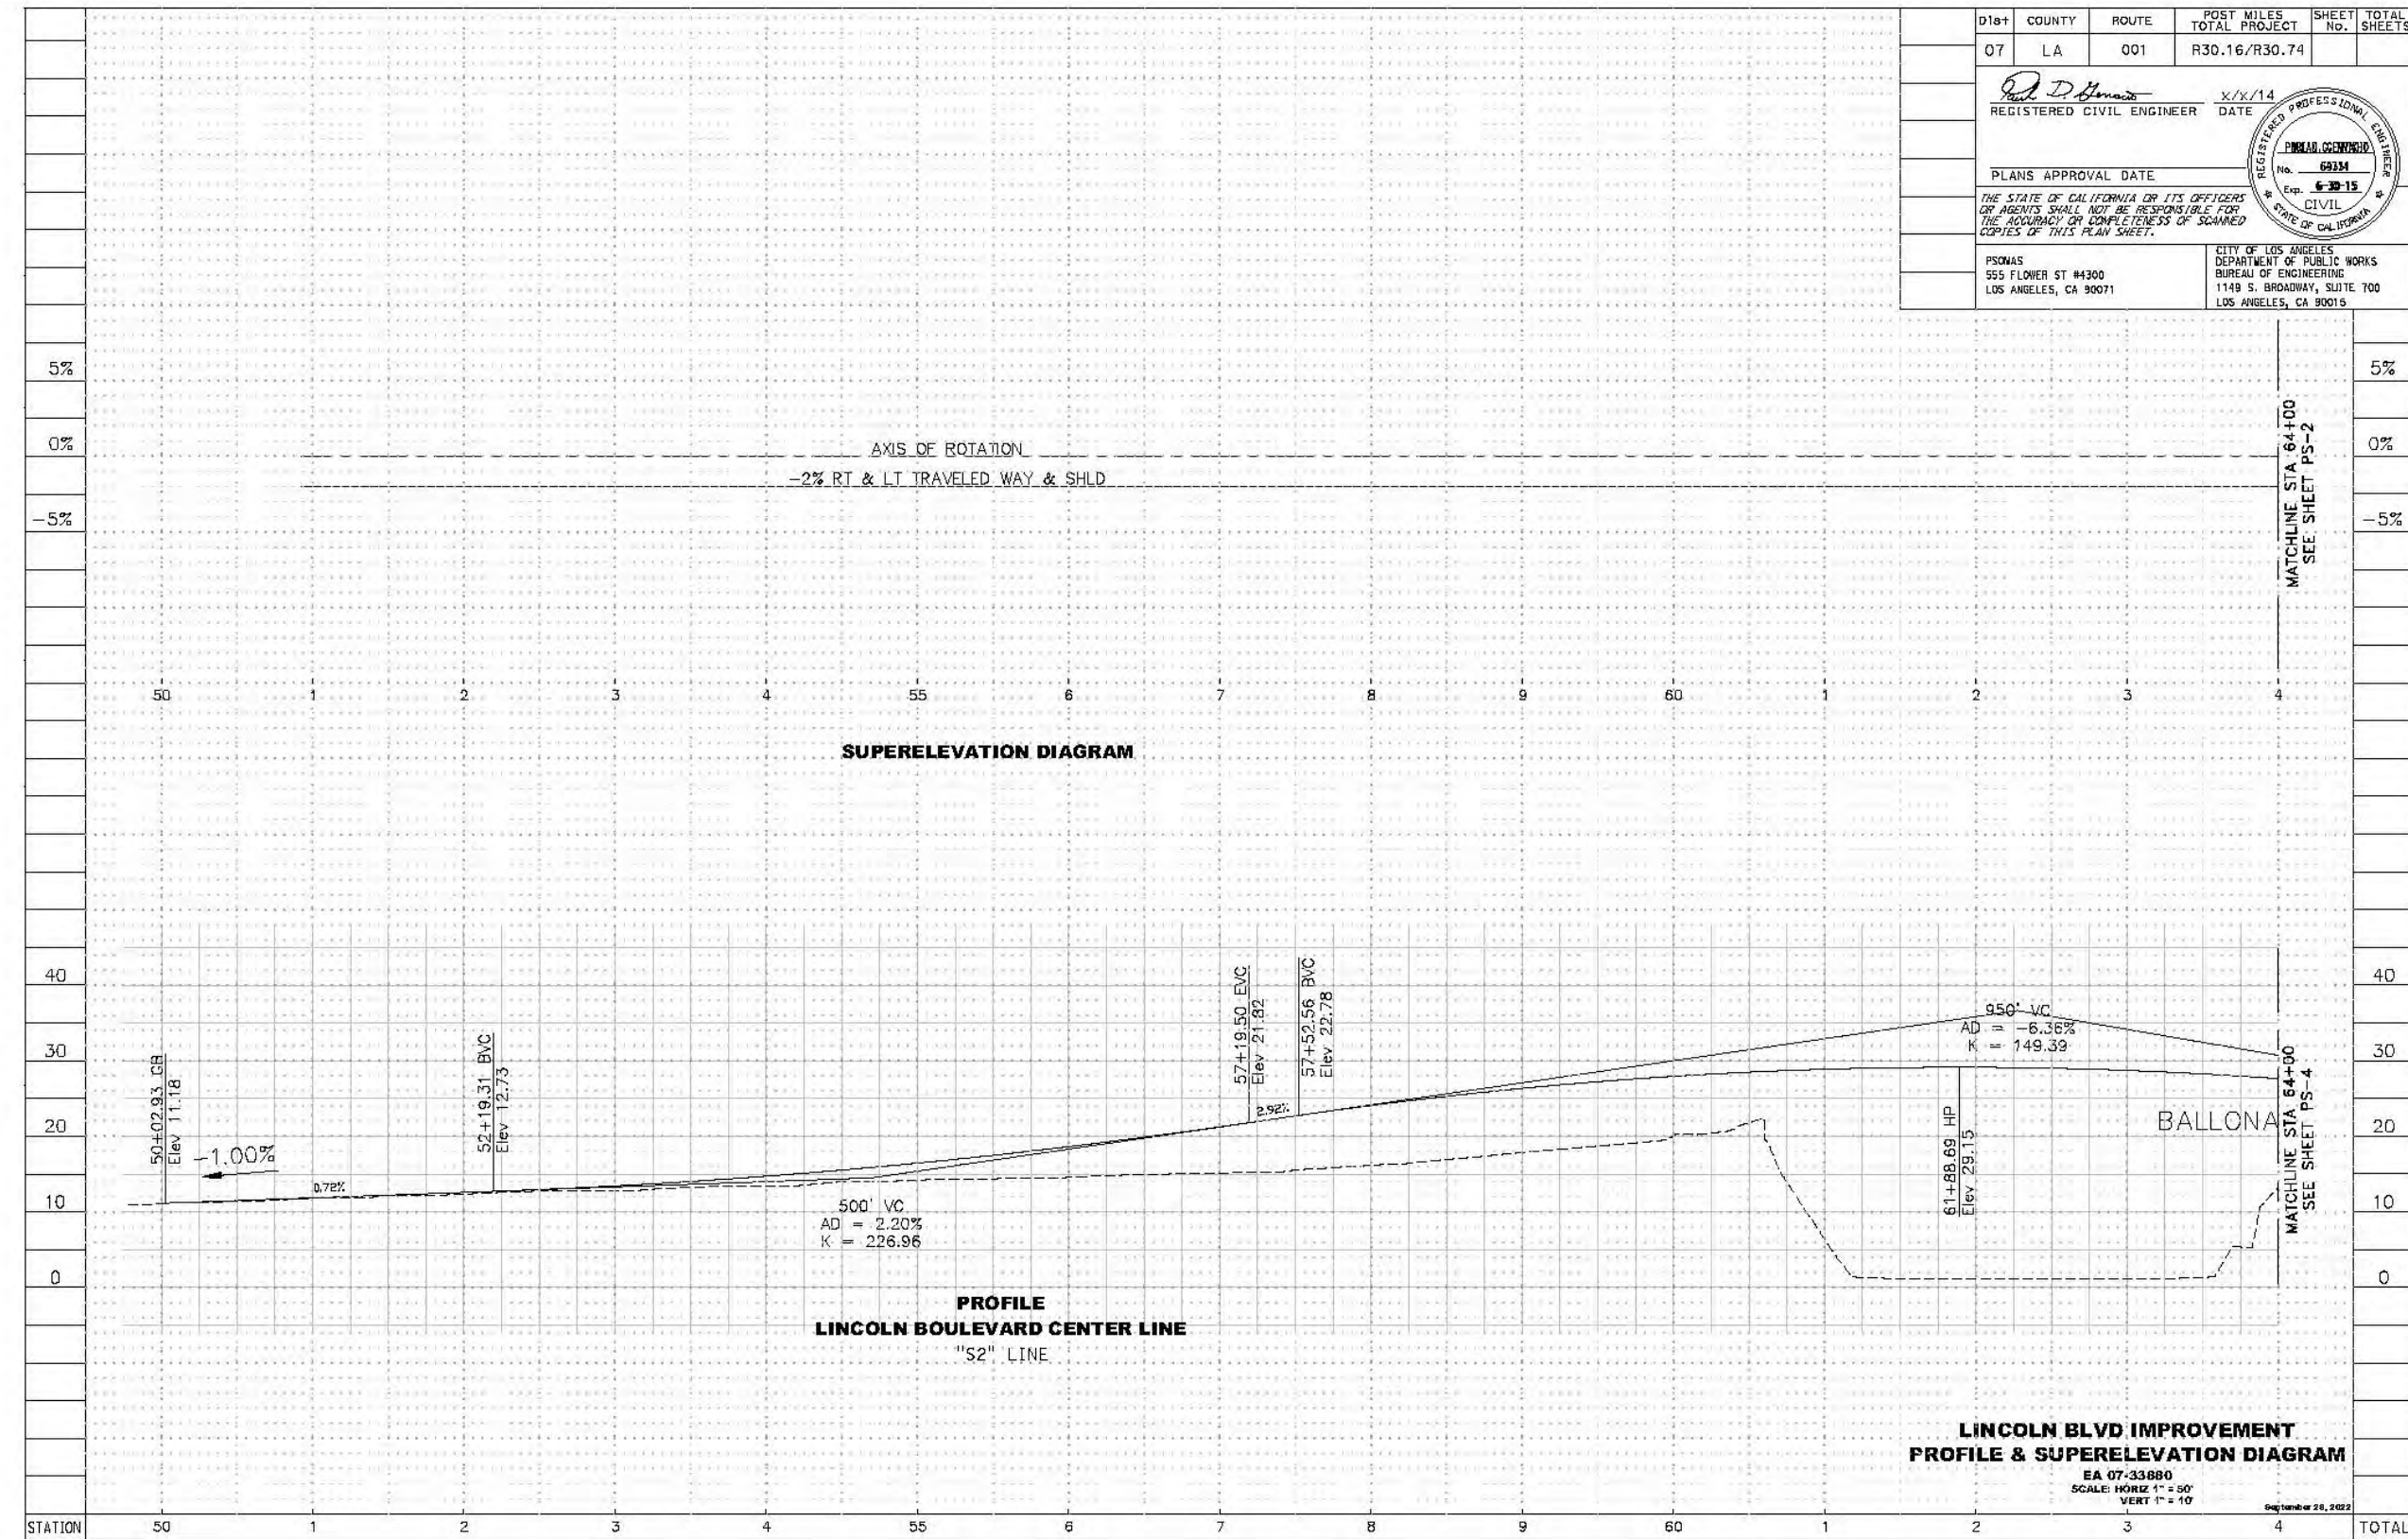 Dist COUNTY ROUTE POST MILES TOTAL PROJECT SHEET No. TOTAL SHEETS
07 LA 001 R30.16/R30.74
x/x/14
REGISTERED CIVIL ENGINEER DATE
PLANS APPROVAL DATE
REGISTERED PROFESSIONAL ENGINEER
No. 69334
Exp. 6-30-15
CIVIL
STATE OF CALIFORNIA
THE STATE OF CALIFORNIA OR ITS OFFICERS
OR AGENTS SHALL NOT BE RESPONSIBLE FOR
THE ACCURACY OR COMPLETENESS OF SCANNED
COPIES OF THIS PLAN SHEET.
PSOMAS
555 FLOWER ST #4300
LOS ANGELES, CA 90071
CITY OF LOS ANGELES
DEPARTMENT OF PUBLIC WORKS
BUREAU OF ENGINEERING
1149 S. BROADWAY, SUITE 700
LOS ANGELES, CA 90015
5% 5%
0% AXIS OF ROTATION 0%
-2% RT & LT TRAVELED WAY & SHLD
-5% -5%
MATCHLINE STA 64+00
SEE SHEET PS-2
50 1 2 3 4 55 6 7 8 9 60 1 2 3 4
SUPERELEVATION DIAGRAM
40 40
30 30
20 20
10 10
0 0
50+02.93 GB
Elev 11.18
-1.00%
0.72%
52+19.31 BVC
Elev 12.73
500' VC
AD = 2.20%
K = 226.96
57+19.50 EVC
Elev 21.82
2.92%
57+52.56 BVC
Elev 22.78
950' VC
AD = -6.36%
K = 149.39
61+88.69 HP
Elev 29.15
BALLONA
MATCHLINE STA 64+00
SEE SHEET PS-4
PROFILE
LINCOLN BOULEVARD CENTER LINE
"S2" LINE
LINCOLN BLVD IMPROVEMENT
PROFILE & SUPERELEVATION DIAGRAM
EA 07-33880
SCALE: HORIZ 1" = 50'
VERT 1" = 10'
September 28, 2022
STATION 50 1 2 3 4 55 6 7 8 9 60 1 2 3 4 TOTAL